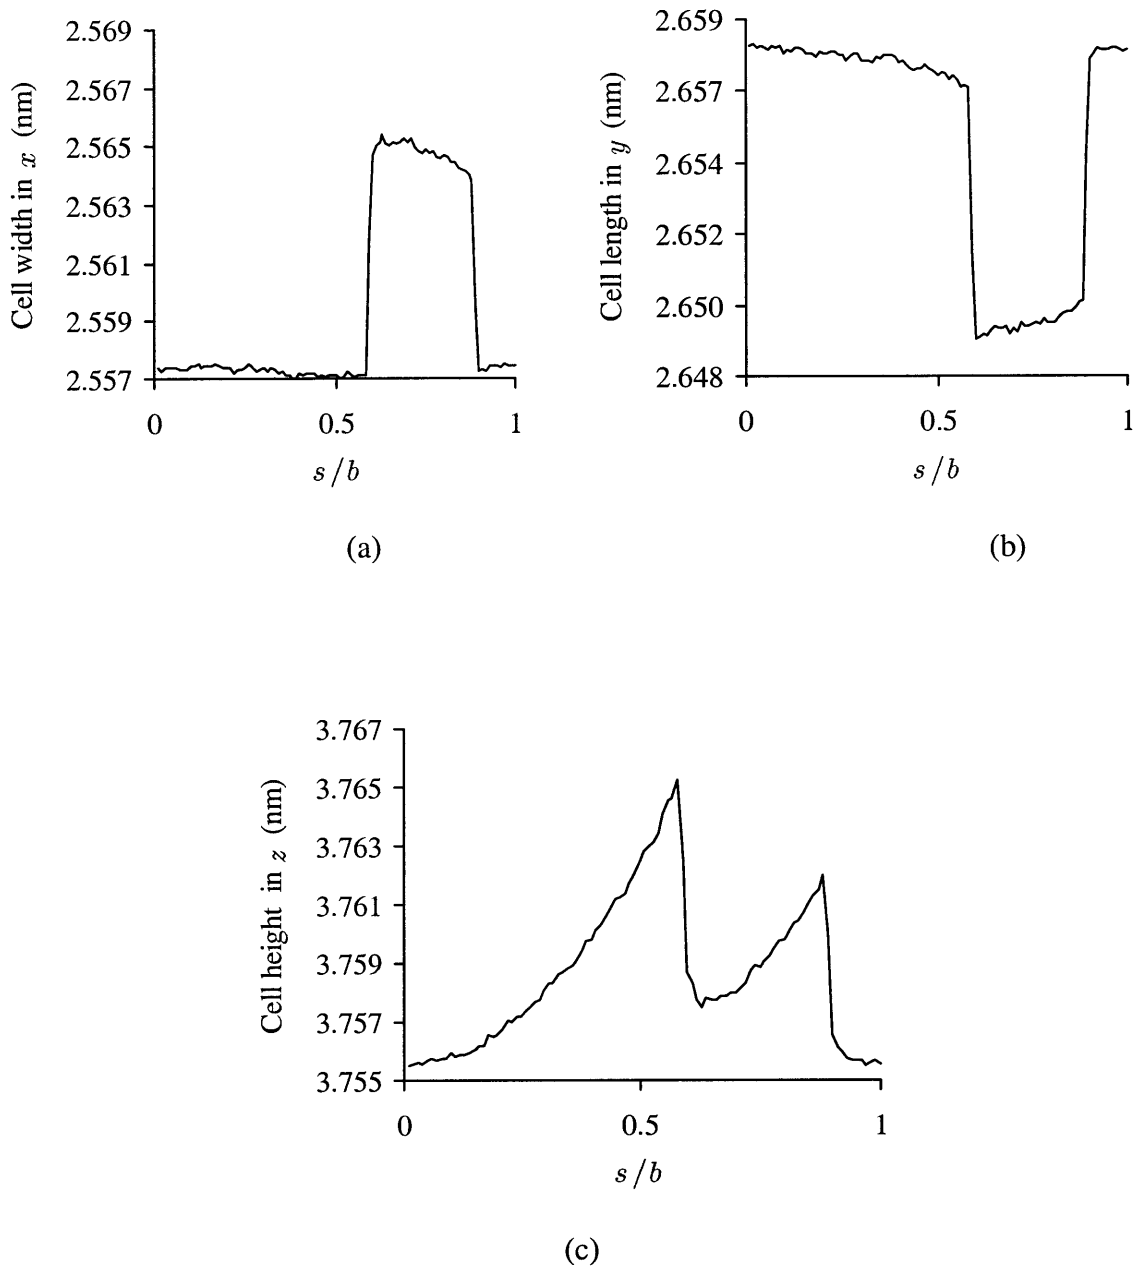 2.569
2.567
2.565
2.563
2.561
2.559
2.557
Cell width in x (nm)
0 0.5 1
s/b
(a)
2.659
2.657
2.654
2.652
2.650
2.648
Cell length in y (nm)
0 0.5 1
s/b
(b)
3.767
3.765
3.763
3.761
3.759
3.757
3.755
Cell height in z (nm)
0 0.5 1
s/b
(c)